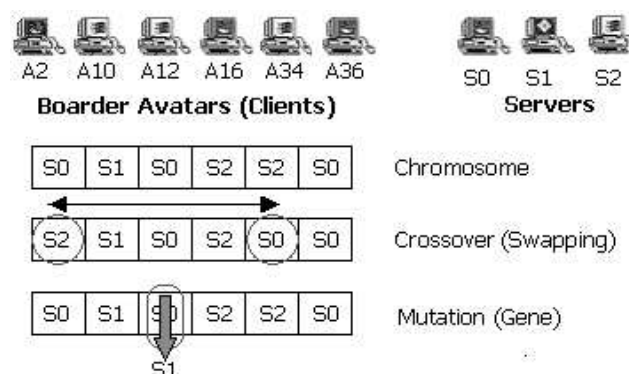 A2 A10 A12 A16 A34 A36
S0 S1 S2
Boarder Avatars (Clients)
Servers
S0 S1 S0 S2 S2 S0 Chromosome
S2 S1 S0 S2 S0 S0 Crossover (Swapping)
S0 S1 S0 S2 S2 S0 Mutation (Gene)
S1